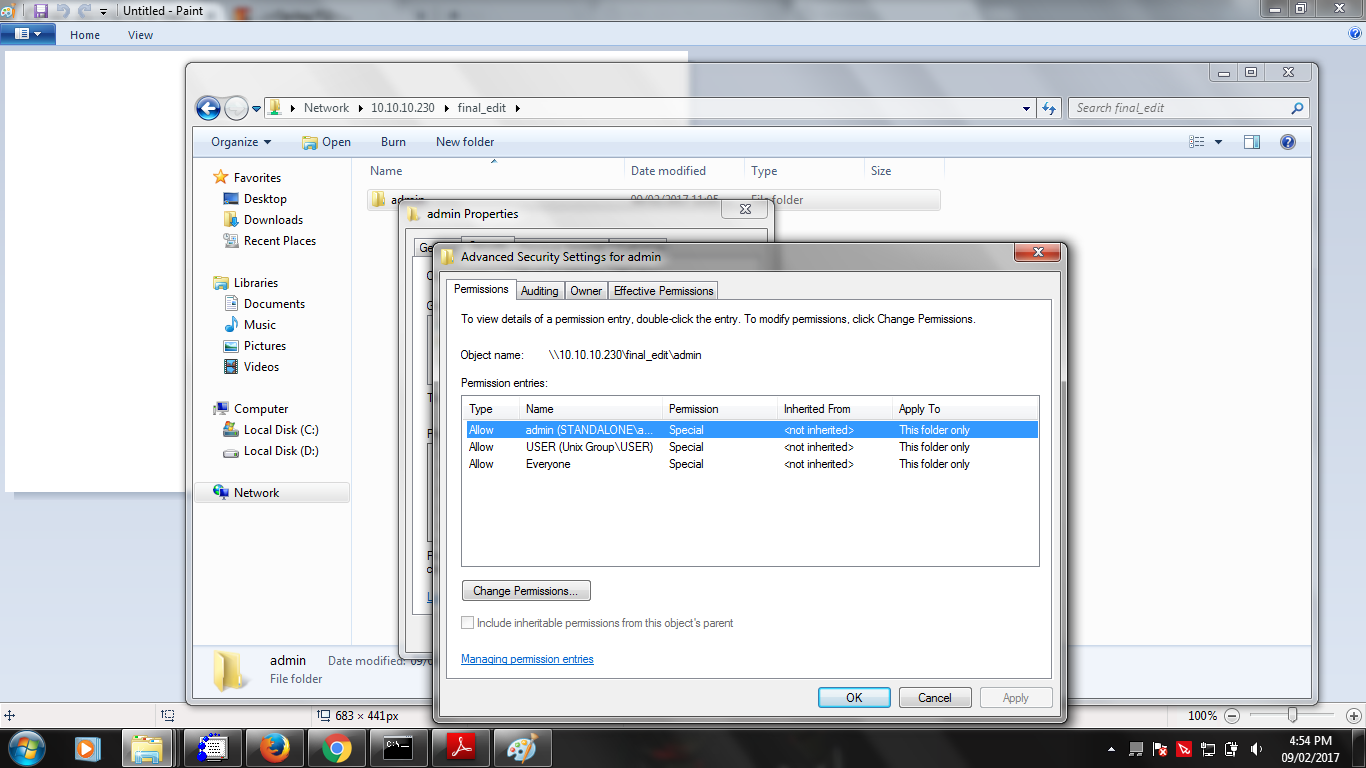 Untitled - Paint
Home View
Network 10.10.10.230 final_edit
Search final_edit
Organize Open Burn New folder
Name Date modified Type Size
Favorites
Desktop
Downloads
Recent Places
Libraries
Documents
Music
Pictures
Videos
Computer
Local Disk (C:)
Local Disk (D:)
Network
admin File folder
admin Properties
Advanced Security Settings for admin
Permissions Auditing Owner Effective Permissions
To view details of a permission entry, double-click the entry. To modify permissions, click Change Permissions.
Object name: \\10.10.10.230\final_edit\admin
Permission entries:
Type Name Permission Inherited From Apply To
Allow admin (STANDALONE\a... Special <not inherited> This folder only
Allow USER (Unix Group\USER) Special <not inherited> This folder only
Allow Everyone Special <not inherited> This folder only
Change Permissions...
Include inheritable permissions from this object's parent
Managing permission entries
OK Cancel Apply
admin Date modified:
File folder
683 × 441px
100%
4:54 PM
09/02/2017